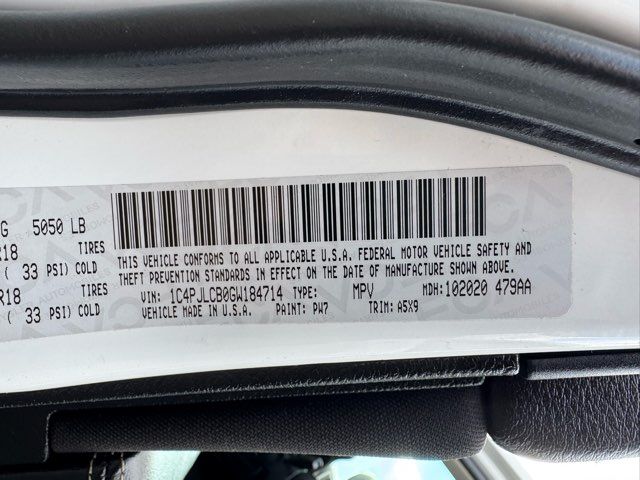 G 5050 LB
R18 TIRES
( 33 PSI) COLD
R18 TIRES
( 33 PSI) COLD
THIS VEHICLE CONFORMS TO ALL APPLICABLE U.S.A. FEDERAL MOTOR VEHICLE SAFETY AND
THEFT PREVENTION STANDARDS IN EFFECT ON THE DATE OF MANUFACTURE SHOWN ABOVE.
VIN: 1C4PJLCB0GW184714 TYPE: MPV MDH: 102020 479AA
VEHICLE MADE IN U.S.A. PAINT: PW7 TRIM: A5X9